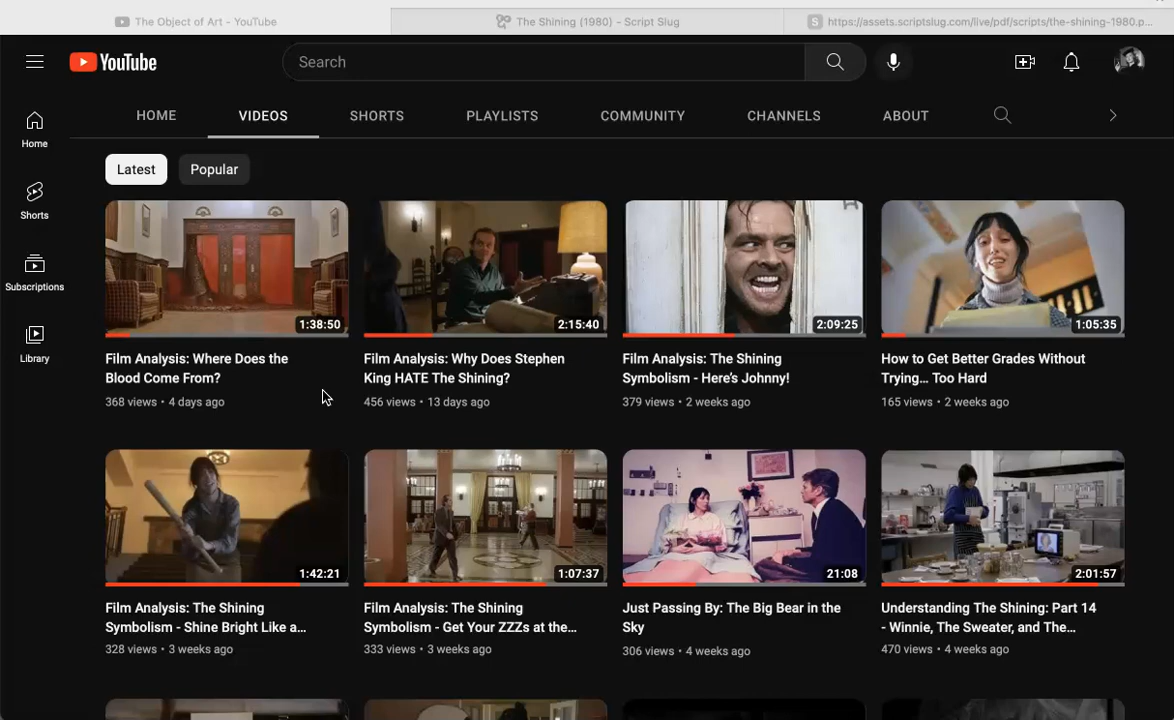 The Object of Art - YouTube
The Shining (1980) - Script Slug
S https://assets.scriptslug.com/live/pdf/scripts/the-shining-1980.p...
YouTube
Search
HOME
VIDEOS
SHORTS
PLAYLISTS
COMMUNITY
CHANNELS
ABOUT
Home
Shorts
Subscriptions
Library
Latest
Popular
1:38:50
2:15:40
2:09:25
1:05:35
Film Analysis: Where Does the
Blood Come From?
368 views • 4 days ago
Film Analysis: Why Does Stephen
King HATE The Shining?
456 views • 13 days ago
Film Analysis: The Shining
Symbolism - Here's Johnny!
379 views • 2 weeks ago
How to Get Better Grades Without
Trying... Too Hard
165 views • 2 weeks ago
1:42:21
1:07:37
21:08
2:01:57
Film Analysis: The Shining
Symbolism - Shine Bright Like a...
328 views • 3 weeks ago
Film Analysis: The Shining
Symbolism - Get Your ZZZs at the...
333 views • 3 weeks ago
Just Passing By: The Big Bear in the
Sky
306 views • 4 weeks ago
Understanding The Shining: Part 14
- Winnie, The Sweater, and The...
470 views • 4 weeks ago